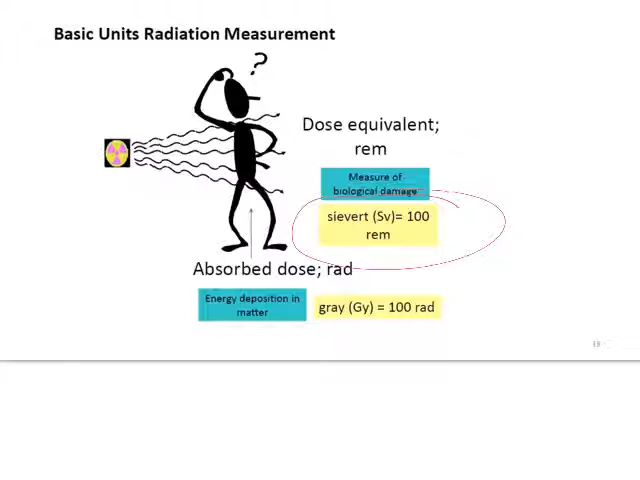 Basic Units Radiation Measurement
?
Dose equivalent;
rem
Measure of
biological damage
sievert (Sv)= 100
rem
Absorbed dose; rad
Energy deposition in
matter
gray (Gy) = 100 rad